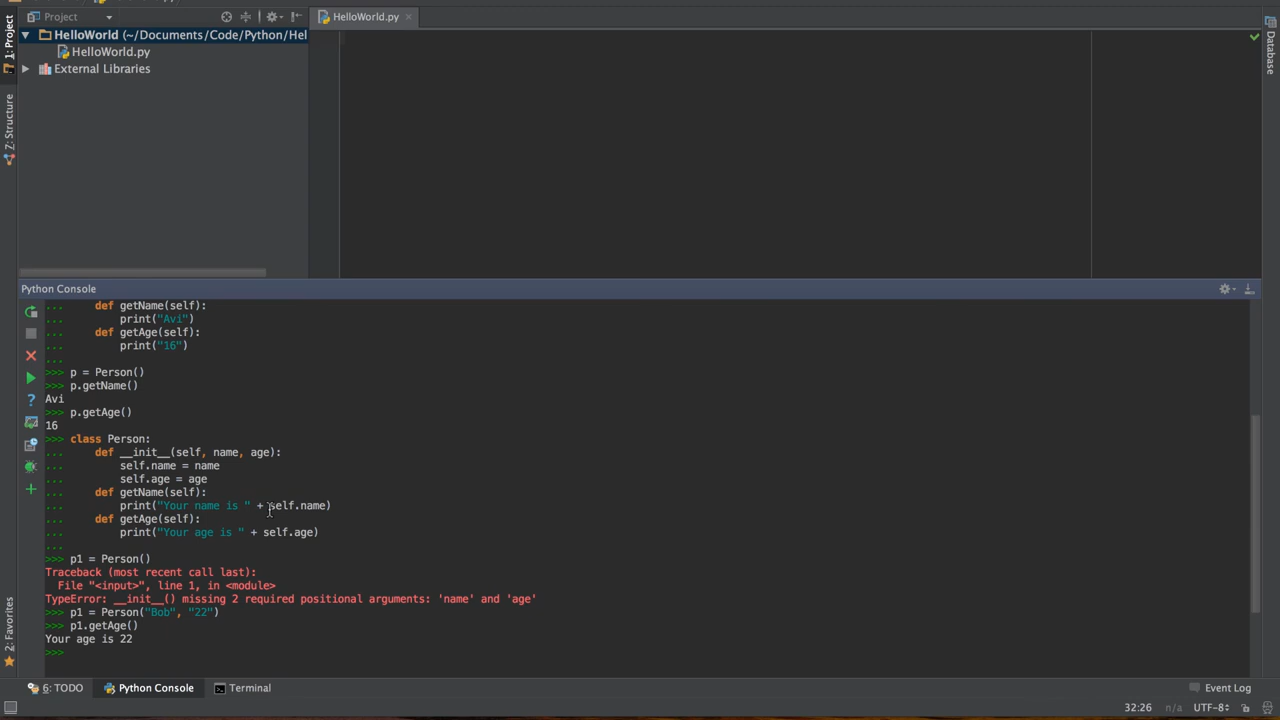 Project
HelloWorld.py
1: Project
HelloWorld (~/Documents/Code/Python/Hel
HelloWorld.py
External Libraries
Database
Z: Structure
Python Console
...     def getName(self):
...         print("Avi")
...     def getAge(self):
...         print("16")
...
>>> p = Person()
>>> p.getName()
Avi
>>> p.getAge()
16
>>> class Person:
...     def __init__(self, name, age):
...         self.name = name
...         self.age = age
...     def getName(self):
...         print("Your name is " + self.name)
...     def getAge(self):
...         print("Your age is " + self.age)
...
>>> p1 = Person()
Traceback (most recent call last):
  File "<input>", line 1, in <module>
TypeError: __init__() missing 2 required positional arguments: 'name' and 'age'
>>> p1 = Person("Bob", "22")
>>> p1.getAge()
Your age is 22
>>>
2: Favorites
6: TODO
Python Console
Terminal
Event Log
32:26
n/a
UTF-8